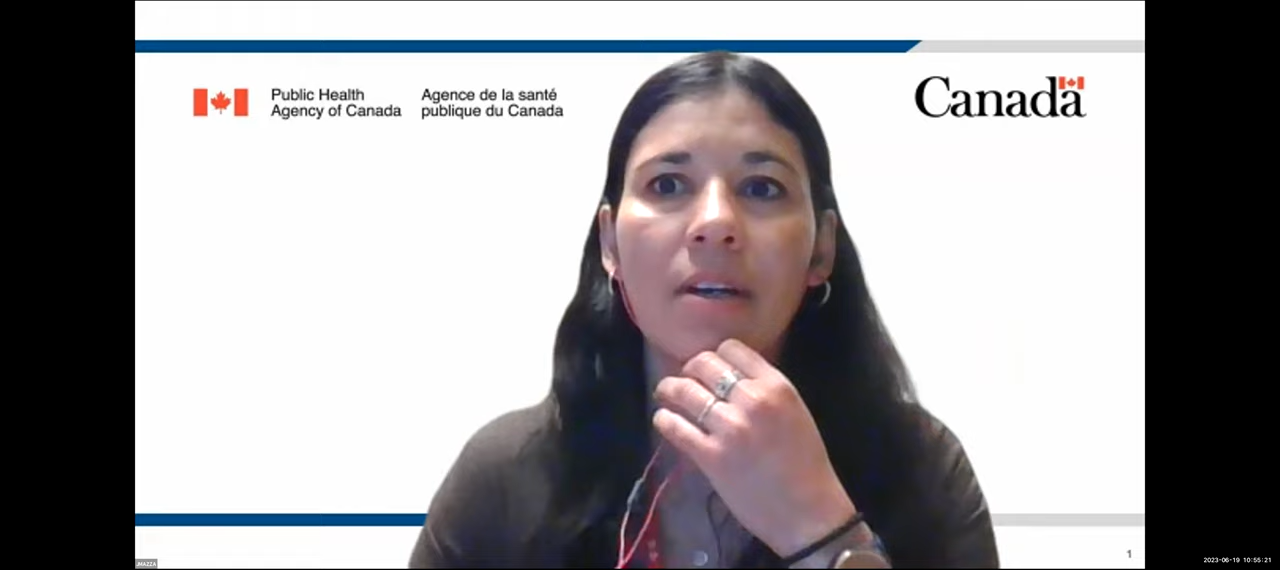 Public Health
Agency of Canada
Agence de la santé
publique du Canada
Canada
1
2023-06-19 10:55:21